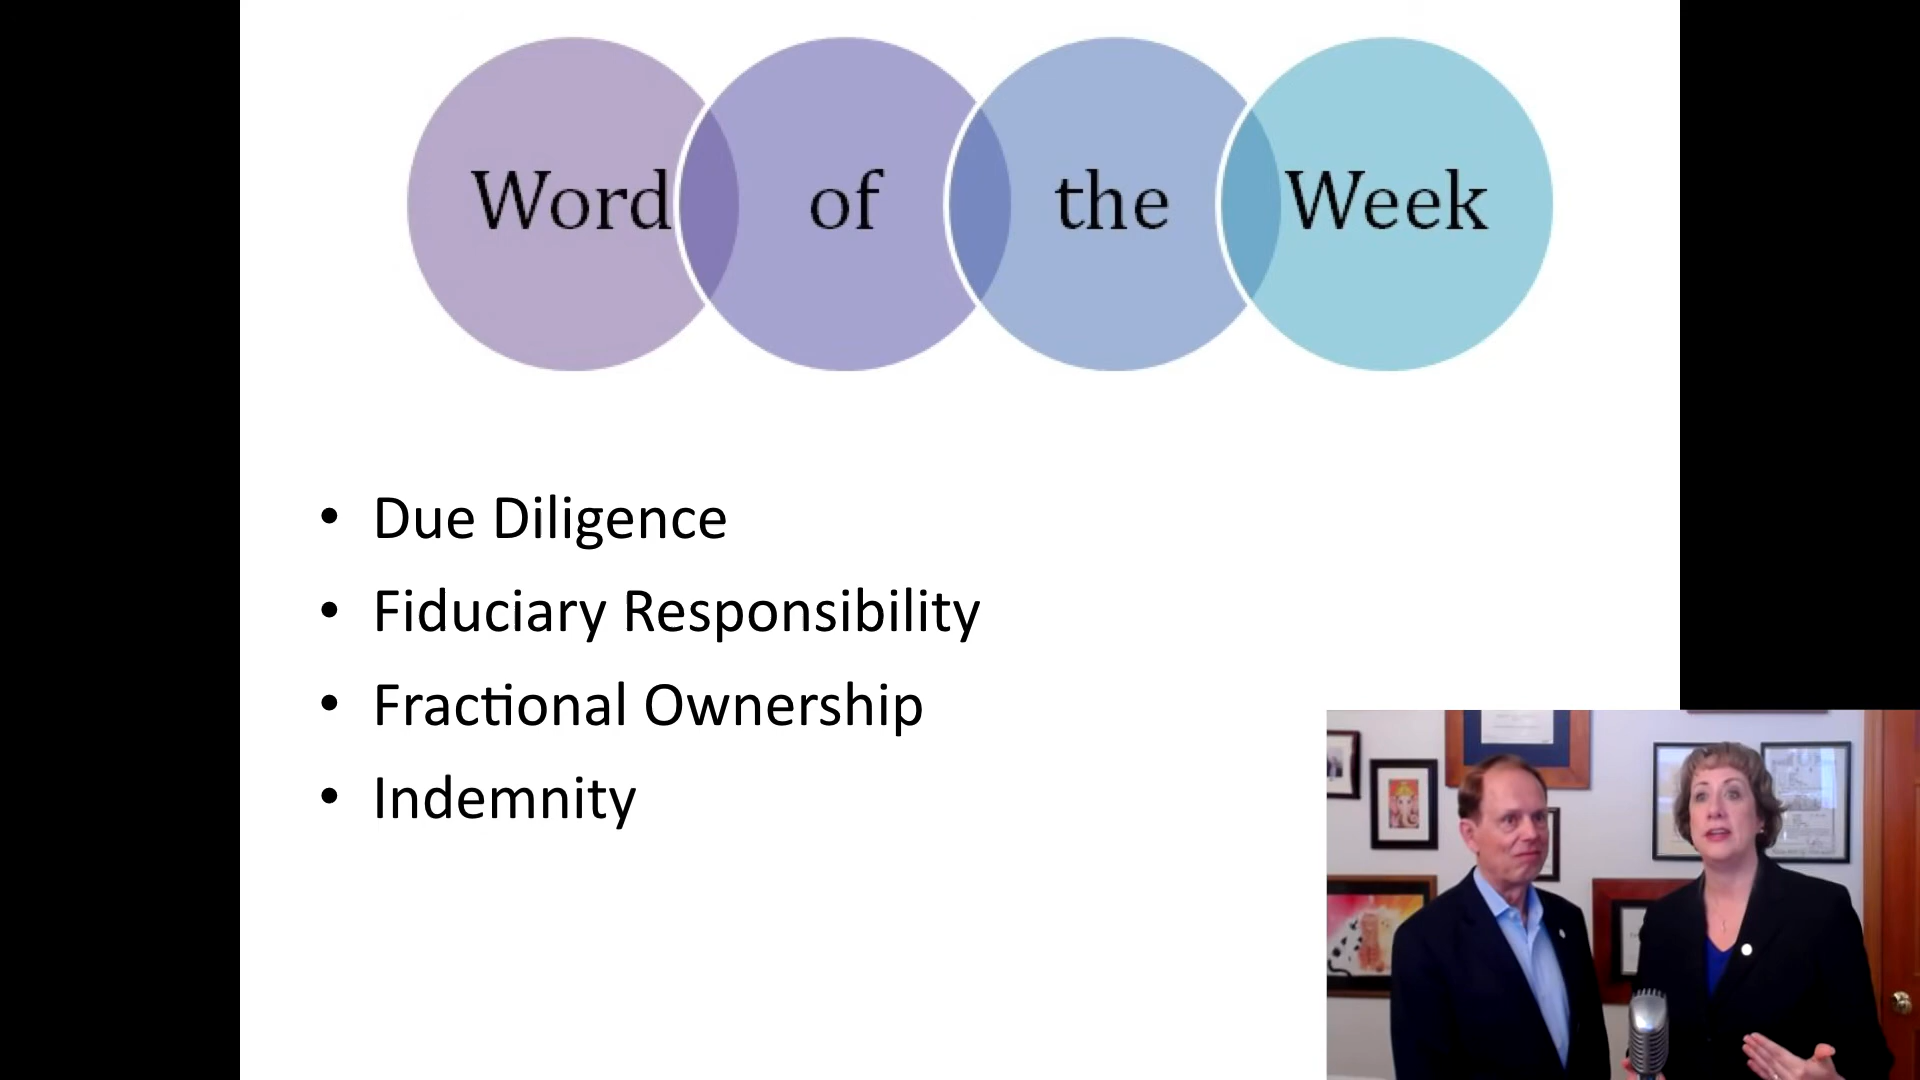 Word of the Week
• Due Diligence
• Fiduciary Responsibility
• Fractional Ownership
• Indemnity